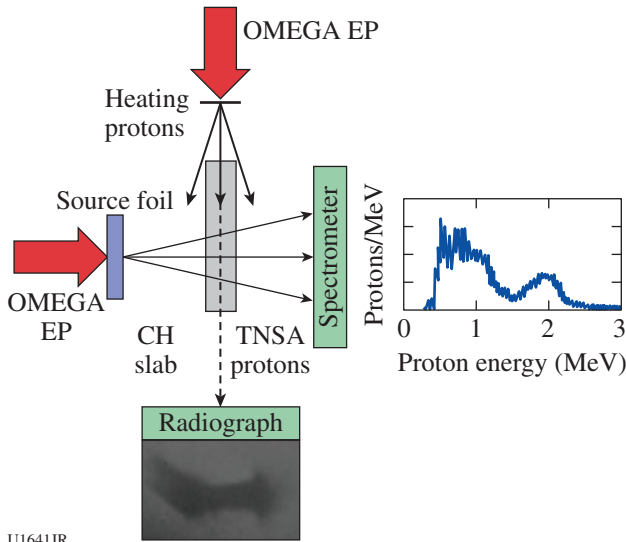 OMEGA EP
Heating
protons
Source foil
OMEGA
EP
CH
slab
TNSA
protons
Spectrometer
Radiograph
Protons/MeV
0
1
2
3
Proton energy (MeV)
U1641JR